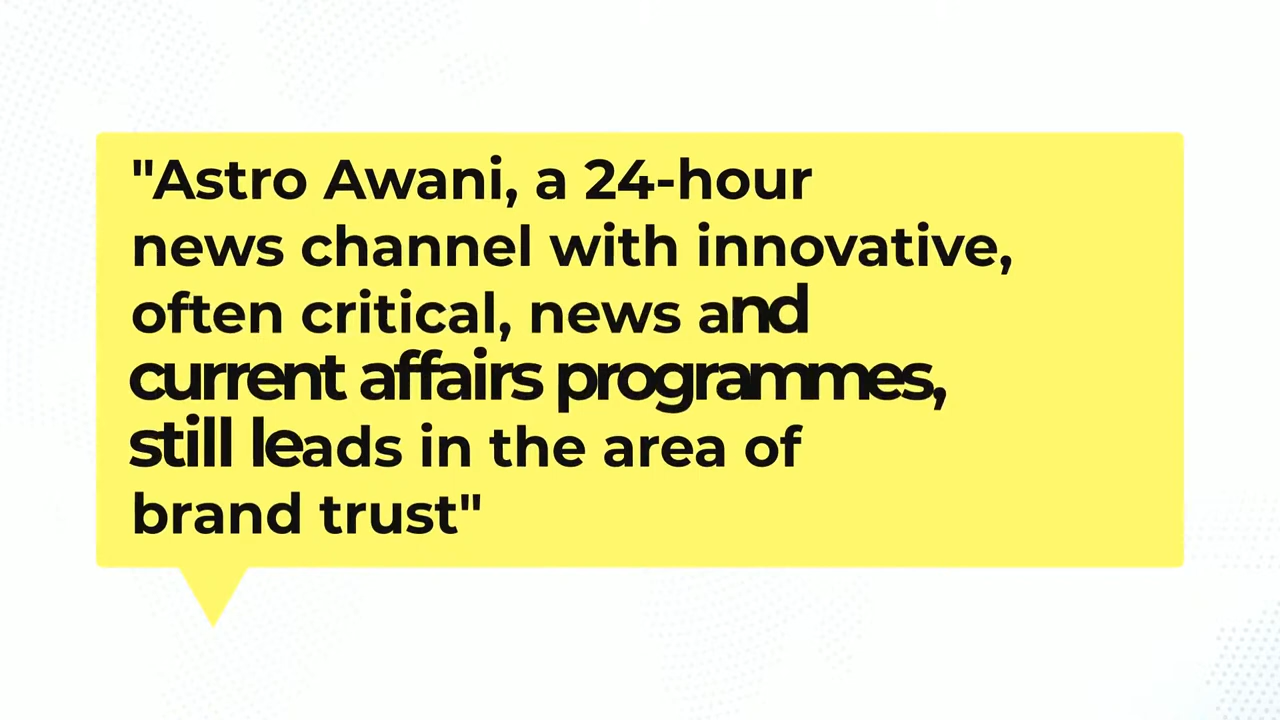 "Astro Awani, a 24-hour
news channel with innovative,
often critical, news and
current affairs programmes,
still leads in the area of
brand trust"